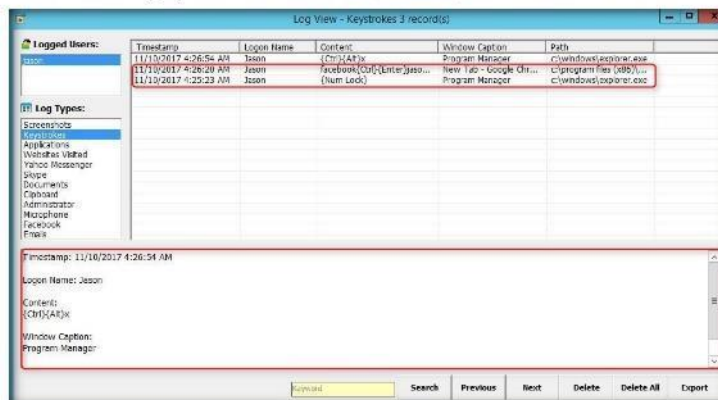 Log View - Keystrokes 3 record(s)
Logged Users:
Jason
Timestamp Logon Name Content Window Caption Path
11/10/2017 4:26:54 AM Jason {Ctrl}{Alt}x Program Manager c:\windows\explorer.exe
11/10/2017 4:26:20 AM Jason facebook{Ctrl}{Enter}jaso... New Tab - Google Chr... c:\program files (x86)\...
11/10/2017 4:25:23 AM Jason {Num Lock} Program Manager c:\windows\explorer.exe
Log Types:
Screenshots
Keystrokes
Applications
Websites Visited
Yahoo Messenger
Skype
Documents
Clipboard
Administrator
Microphone
Facebook
Emails
Timestamp: 11/10/2017 4:26:54 AM
Logon Name: Jason
Content:
{Ctrl}{Alt}x
Window Caption:
Program Manager
Keyword Search Previous Next Delete Delete All Export